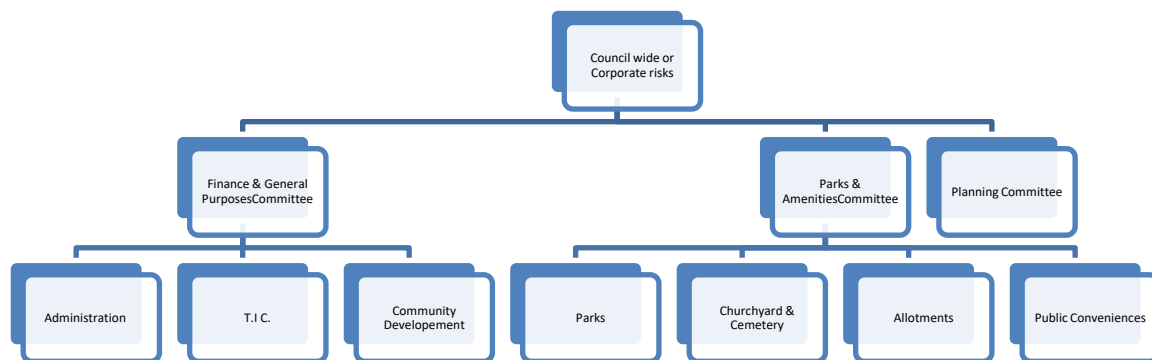 Council wide or
Corporate risks
Finance & General
PurposesCommittee
Parks &
AmenitiesCommittee
Planning Committee
Administration
T.I C.
Community
Developement
Parks
Churchyard &
Cemetery
Allotments
Public Conveniences